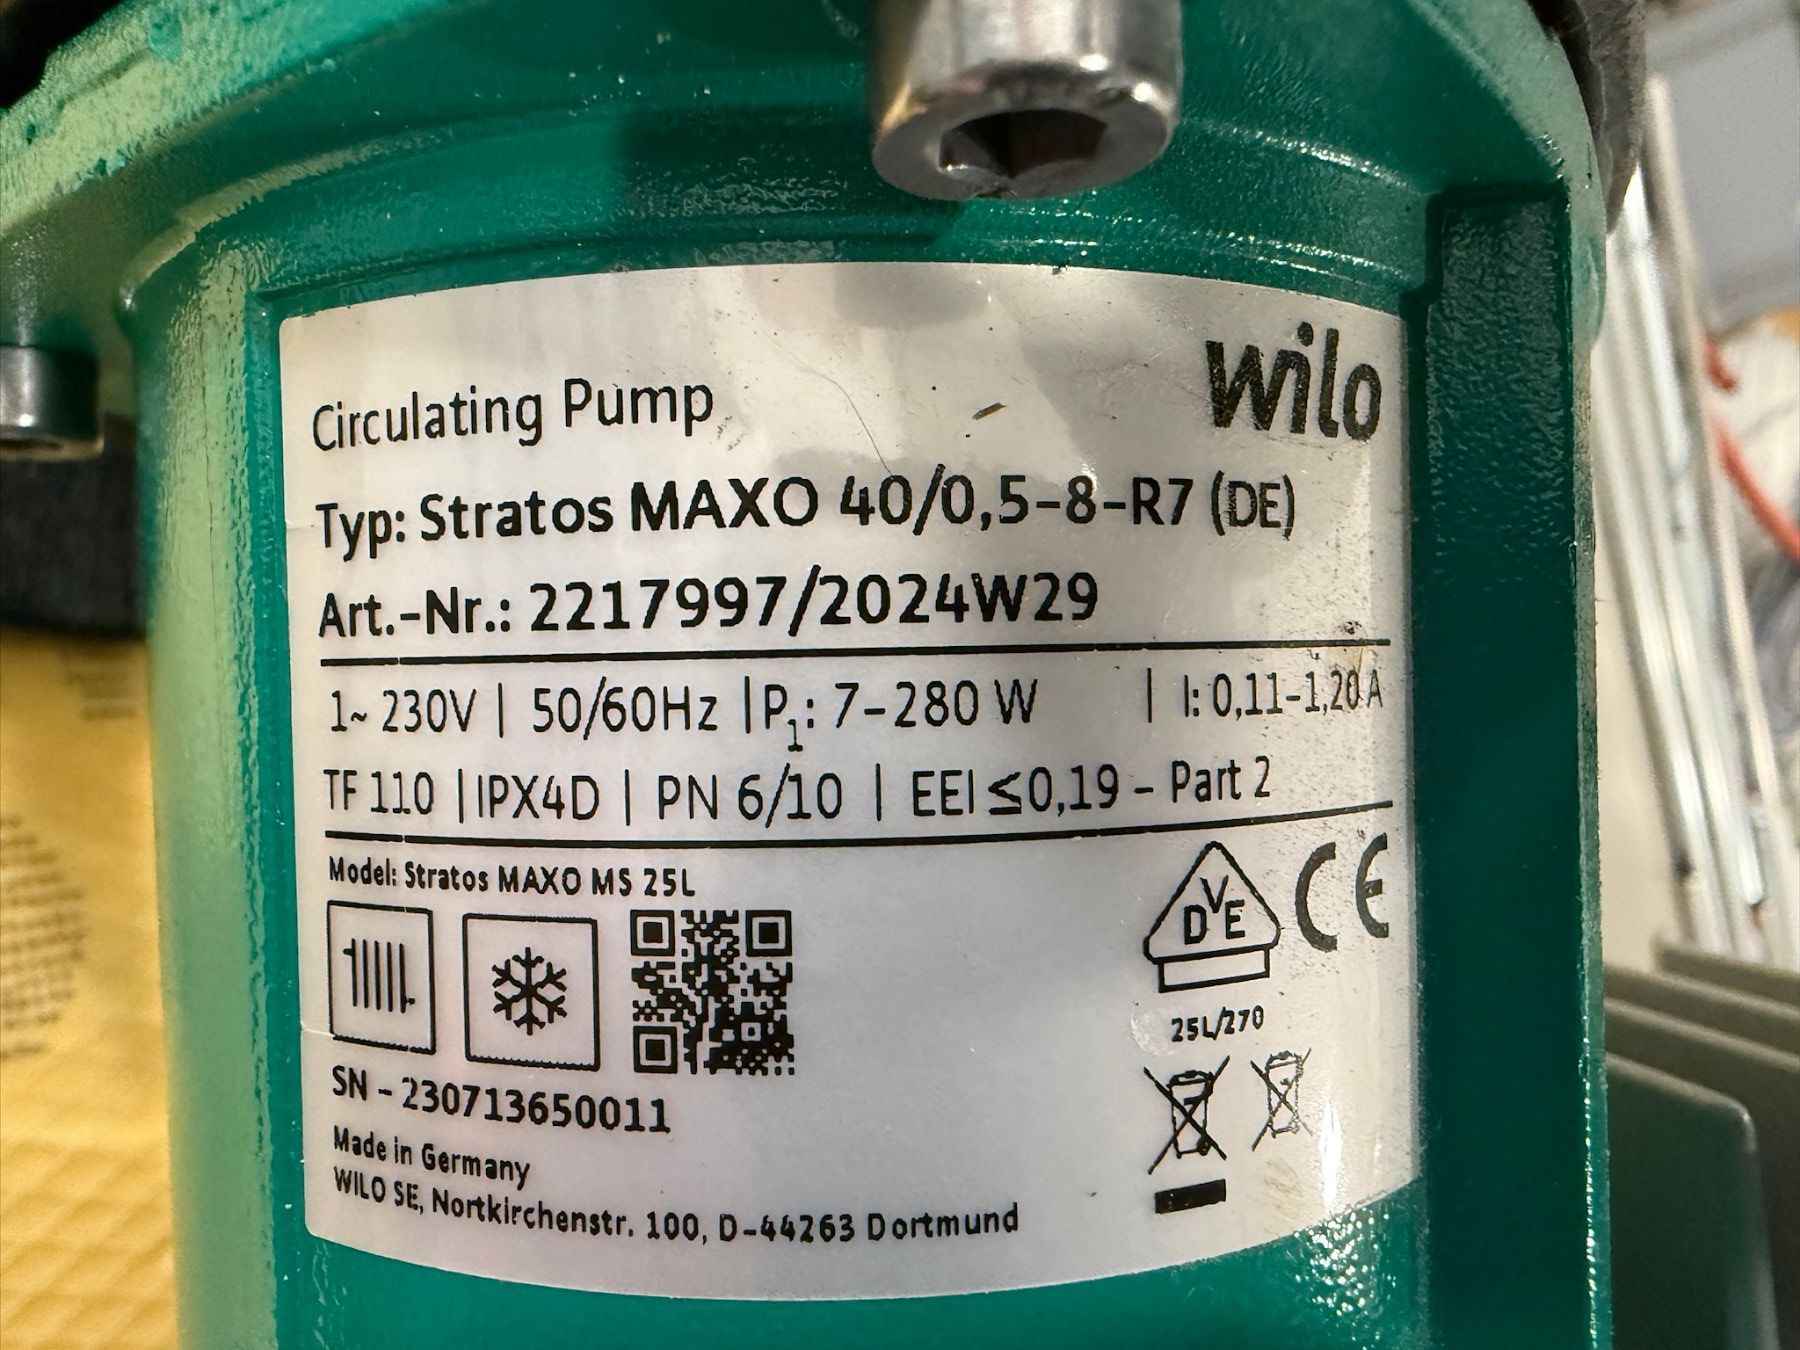 wilo
Circulating Pump
Typ: Stratos MAXO 40/0,5-8-R7 (DE)
Art.-Nr.: 2217997/2024W29
1~ 230V | 50/60Hz | P₁: 7-280 W | I: 0,11-1,20 A
TF 110 | IPX4D | PN 6/10 | EEI ≤0,19 - Part 2
Model: Stratos MAXO MS 25L
DVE
CE
25L/270
SN - 230713650011
Made in Germany
WILO SE, Nortkirchenstr. 100, D-44263 Dortmund